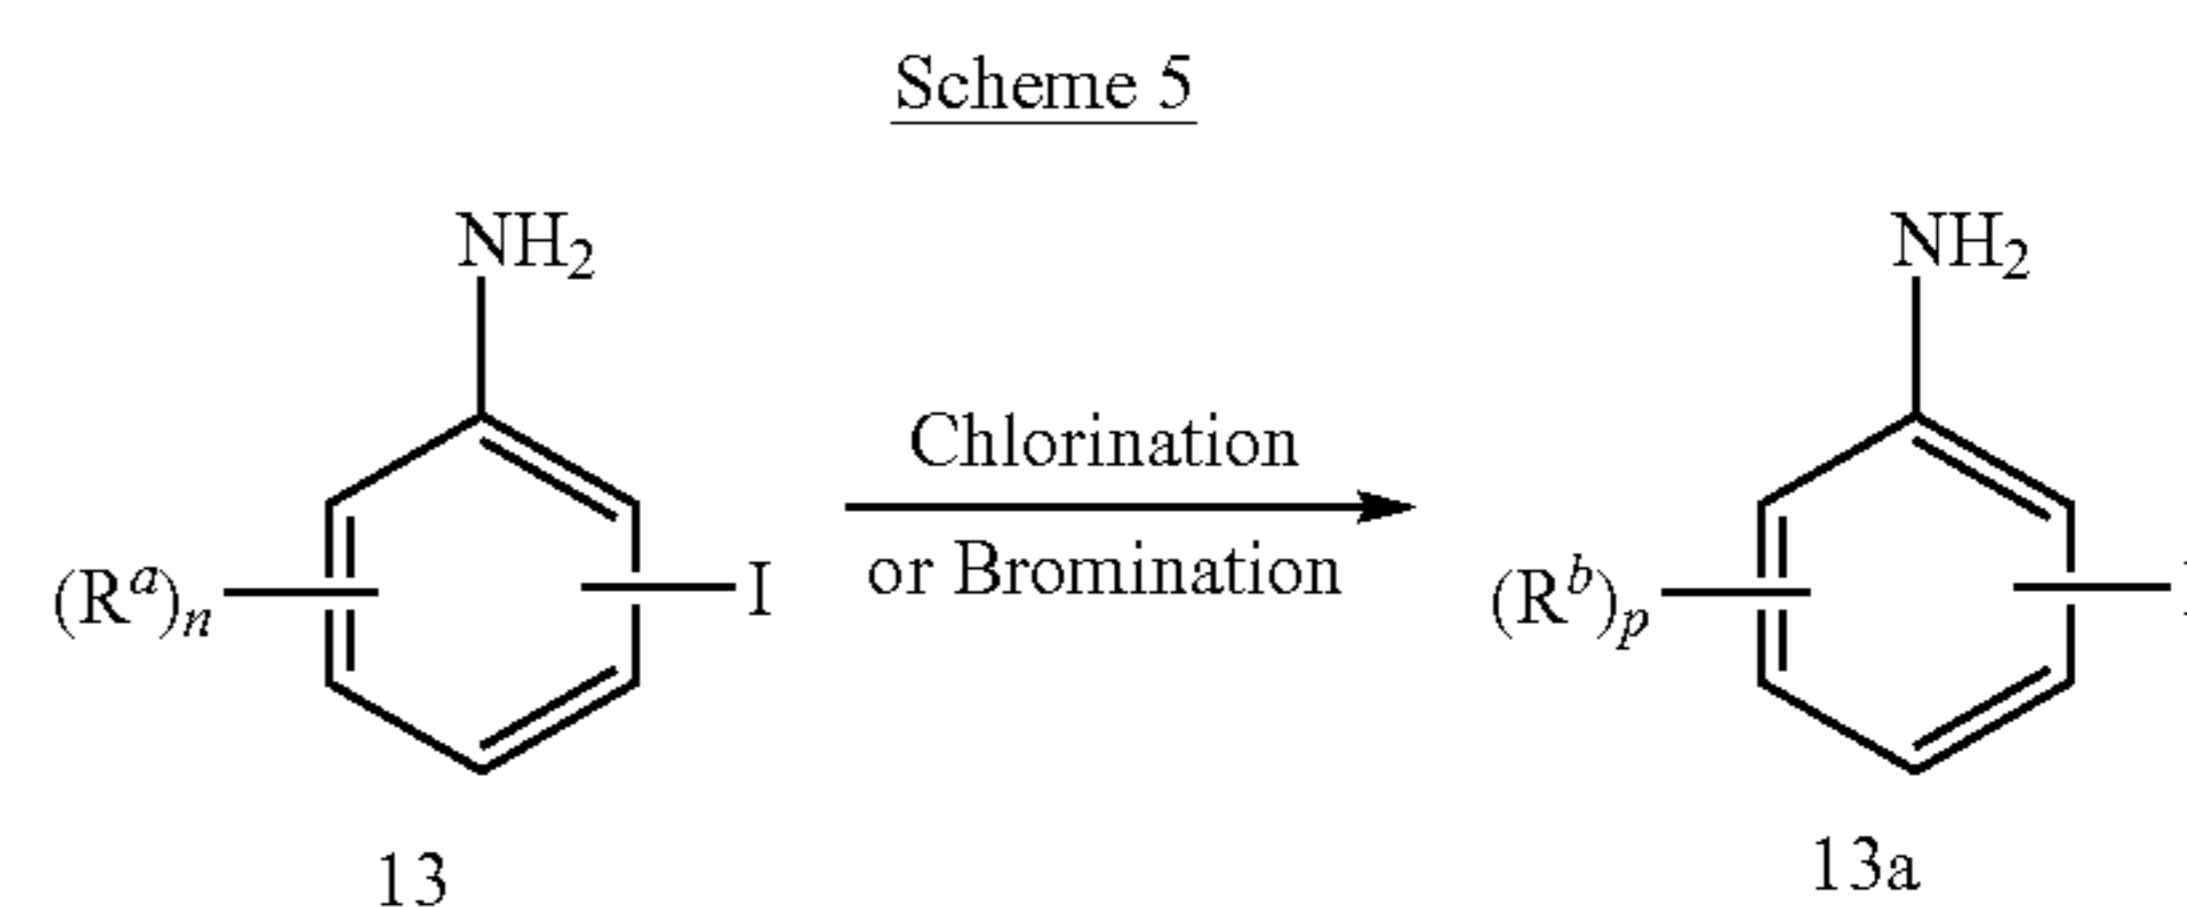 Scheme 5
NH₂ NH₂
Chlorination
or Bromination
(Rᵃ)ₙ I (Rᵇ)ₚ
13 13a